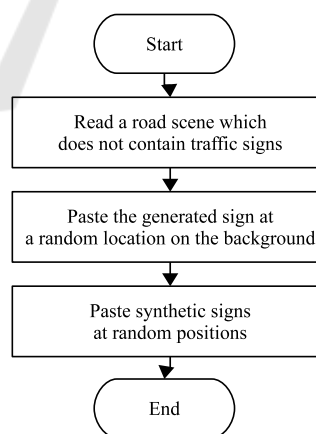 Start
Read a road scene which
does not contain traffic signs
Paste the generated sign at
a random location on the background
Paste synthetic signs
at random positions
End